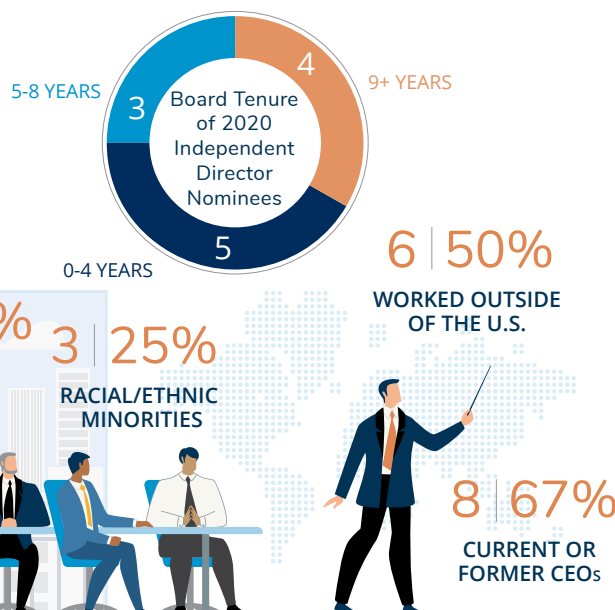 4
9+ YEARS
5-8 YEARS
3
Board Tenure
of 2020
Independent
Director
Nominees
5
0-4 YEARS
6 | 50%
WORKED OUTSIDE
OF THE U.S.
%
3 | 25%
RACIAL/ETHNIC
MINORITIES
8 | 67%
CURRENT OR
FORMER CEOs